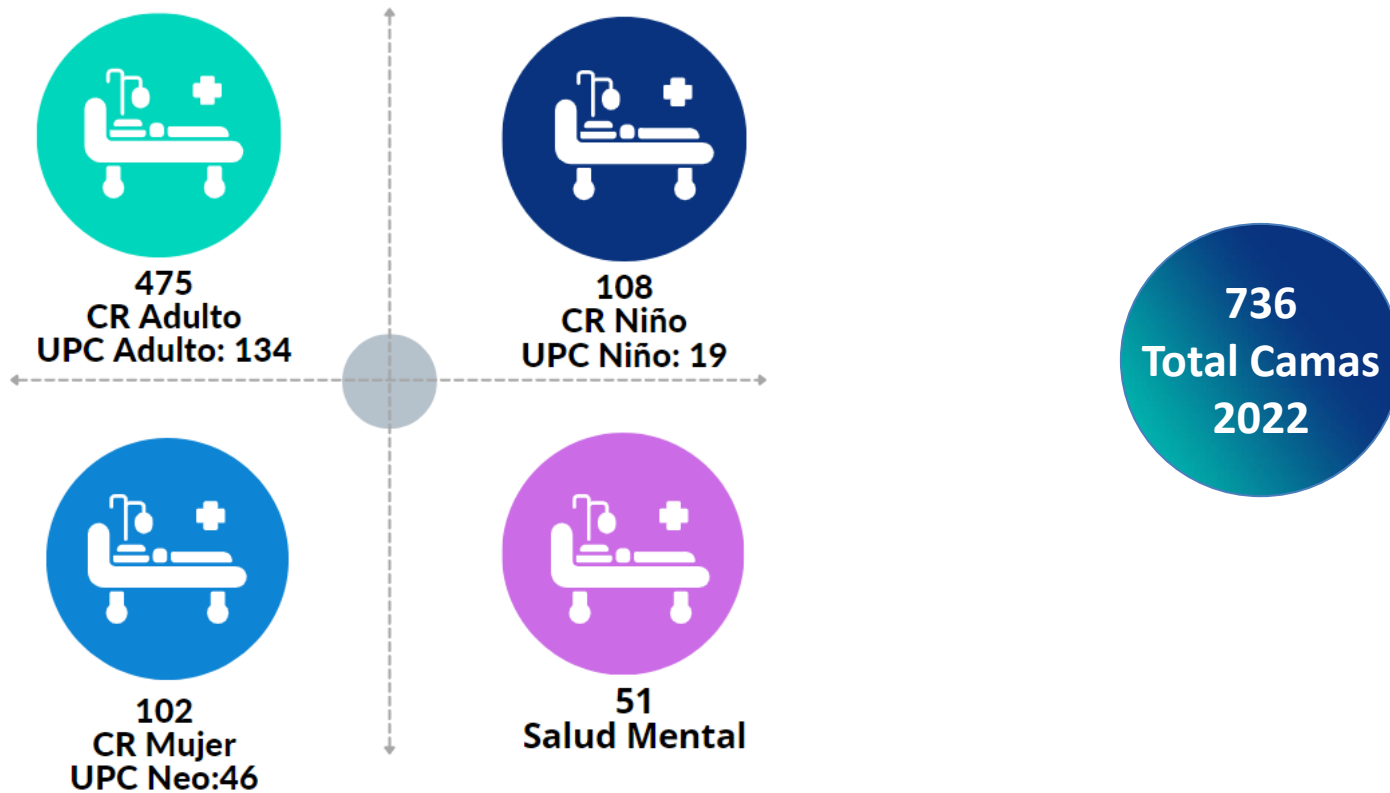 475
CR Adulto
UPC Adulto: 134
108
CR Niño
UPC Niño: 19
102
CR Mujer
UPC Neo:46
51
Salud Mental
736
Total Camas
2022